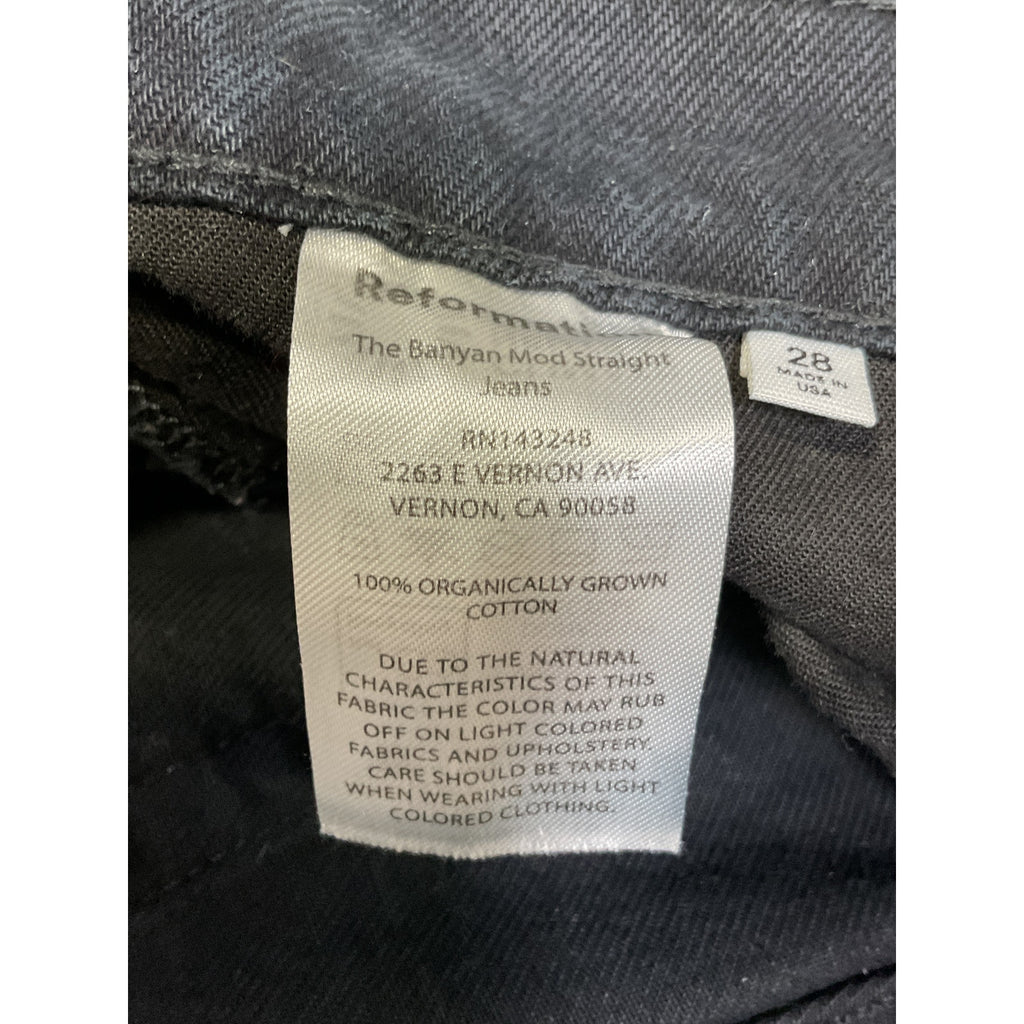 Reformati
The Banyan Mod Straight
Jeans
RN143248
2263 E VERNON AVE.
VERNON, CA 90058
100% ORGANICALLY GROWN
COTTON
DUE TO THE NATURAL
CHARACTERISTICS OF THIS
FABRIC THE COLOR MAY RUB
OFF ON LIGHT COLORED
FABRICS AND UPHOLSTERY.
CARE SHOULD BE TAKEN
WHEN WEARING WITH LIGHT
COLORED CLOTHING.
28
MADE IN
USA